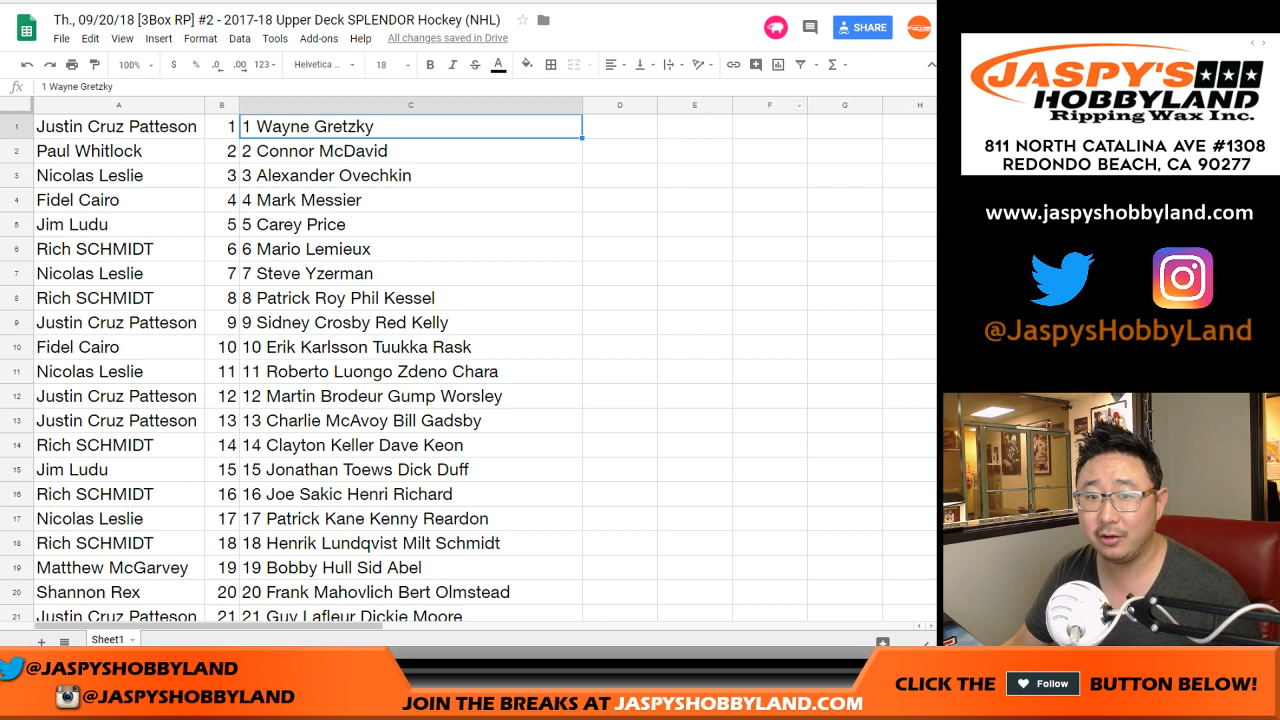 Th., 09/20/18 [3Box RP] #2 - 2017-18 Upper Deck SPLENDOR Hockey (NHL)
File Edit View Insert Format Data Tools Add-ons Help All changes saved in Drive
SHARE
100% $ % .0 .00 123 Helvetica ... 18 B I S A
fx 1 Wayne Gretzky
A B C D E F G H
1 Justin Cruz Patteson 1 1 Wayne Gretzky
2 Paul Whitlock 2 2 Connor McDavid
3 Nicolas Leslie 3 3 Alexander Ovechkin
4 Fidel Cairo 4 4 Mark Messier
5 Jim Ludu 5 5 Carey Price
6 Rich SCHMIDT 6 6 Mario Lemieux
7 Nicolas Leslie 7 7 Steve Yzerman
8 Rich SCHMIDT 8 8 Patrick Roy Phil Kessel
9 Justin Cruz Patteson 9 9 Sidney Crosby Red Kelly
10 Fidel Cairo 10 10 Erik Karlsson Tuukka Rask
11 Nicolas Leslie 11 11 Roberto Luongo Zdeno Chara
12 Justin Cruz Patteson 12 12 Martin Brodeur Gump Worsley
13 Justin Cruz Patteson 13 13 Charlie McAvoy Bill Gadsby
14 Rich SCHMIDT 14 14 Clayton Keller Dave Keon
15 Jim Ludu 15 15 Jonathan Toews Dick Duff
16 Rich SCHMIDT 16 16 Joe Sakic Henri Richard
17 Nicolas Leslie 17 17 Patrick Kane Kenny Reardon
18 Rich SCHMIDT 18 18 Henrik Lundqvist Milt Schmidt
19 Matthew McGarvey 19 19 Bobby Hull Sid Abel
20 Shannon Rex 20 20 Frank Mahovlich Bert Olmstead
21 Justin Cruz Patteson 21 21 Guy Lafleur Dickie Moore
Sheet1
JASPY'S
HOBBYLAND
Ripping Wax Inc.
811 NORTH CATALINA AVE #1308
REDONDO BEACH, CA 90277
www.jaspyshobbyland.com
@JaspysHobbyLand
@JASPYSHOBBYLAND
@JASPYSHOBBYLAND
JOIN THE BREAKS AT JASPYSHOBBYLAND.COM
CLICK THE Follow BUTTON BELOW!